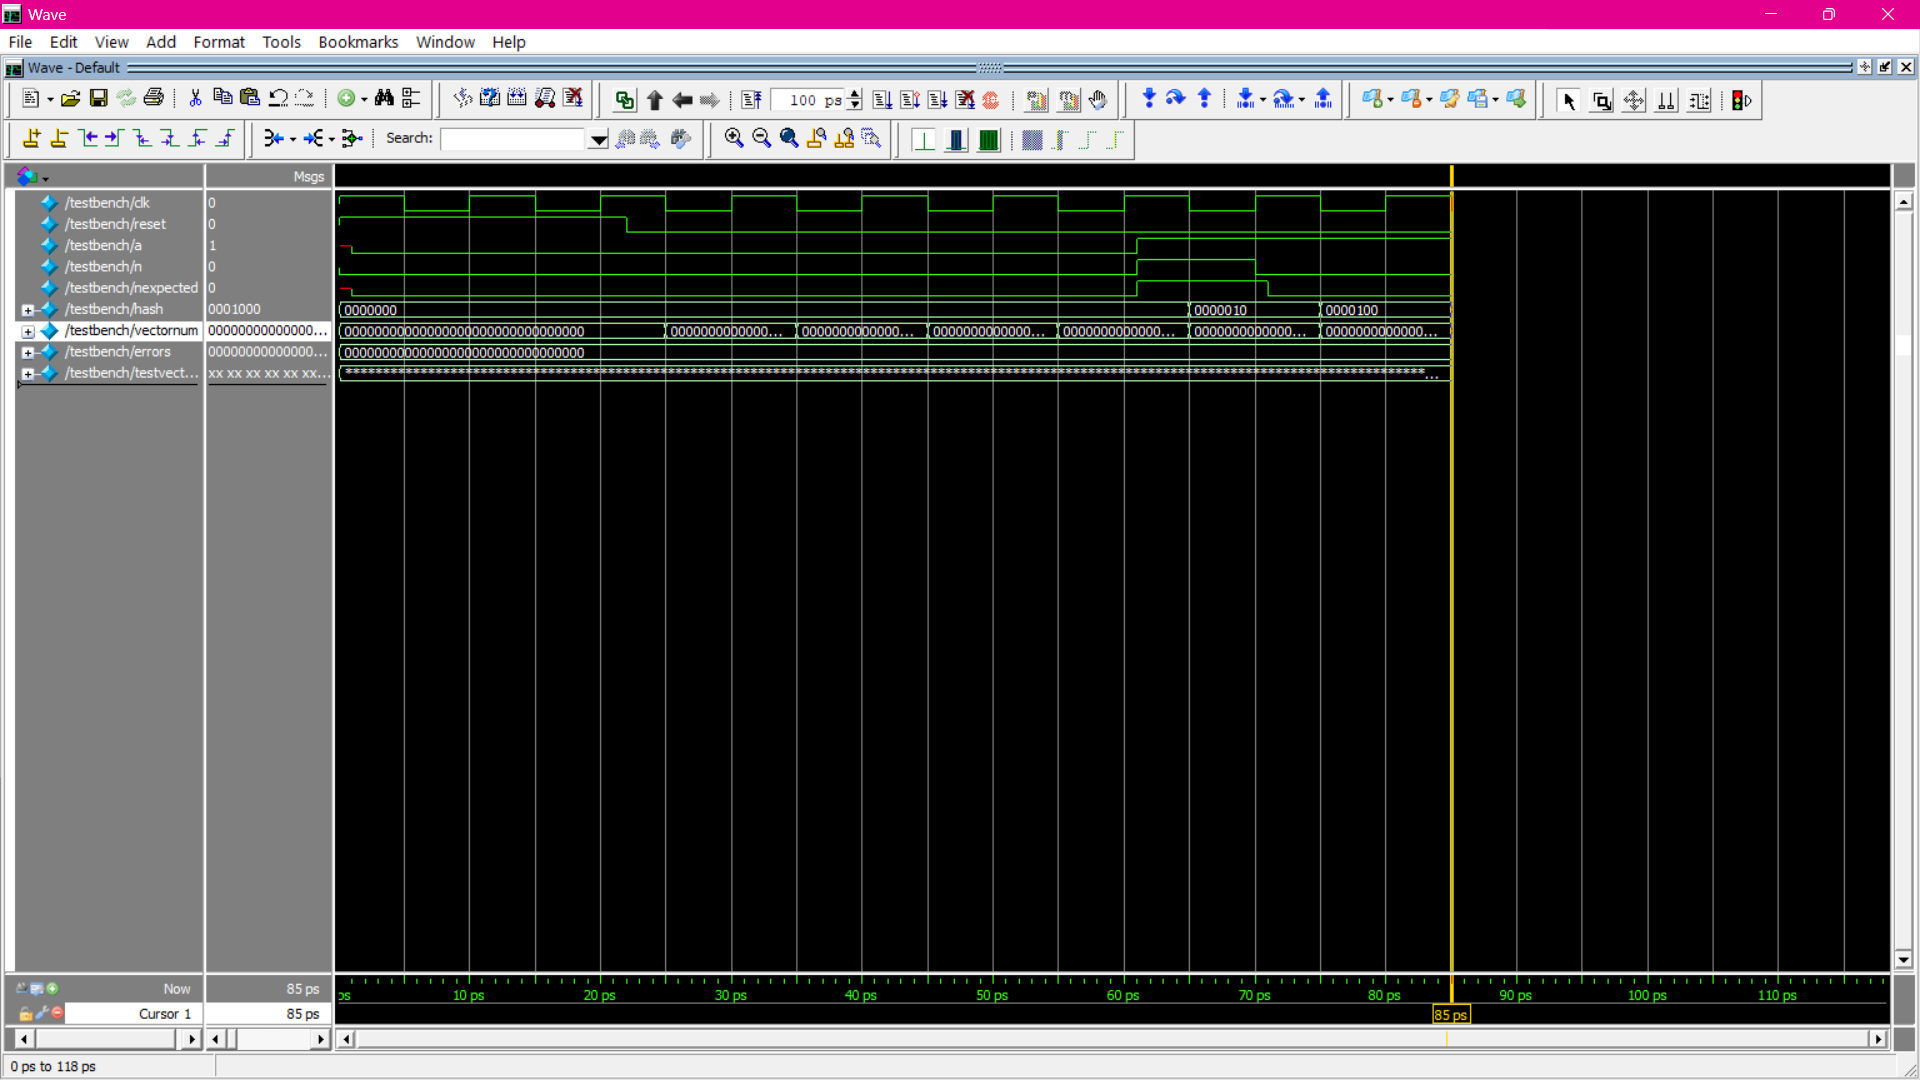 Wave
File Edit View Add Format Tools Bookmarks Window Help
Wave - Default
100 ps
Search:
Msgs
/testbench/clk 0
/testbench/reset 0
/testbench/a 1
/testbench/n 0
/testbench/nexpected 0
/testbench/hash 0001000 0000000 0000010 0000100
/testbench/vectornum 00000000000000... 00000000000000000000000000000000 0000000000000... 0000000000000... 0000000000000... 0000000000000... 0000000000000... 0000000000000...
/testbench/errors 00000000000000... 00000000000000000000000000000000
/testbench/testvect... xx xx xx xx xx xx...
Now 85 ps
ps 10 ps 20 ps 30 ps 40 ps 50 ps 60 ps 70 ps 80 ps 90 ps 100 ps 110 ps
Cursor 1 85 ps 85 ps
0 ps to 118 ps